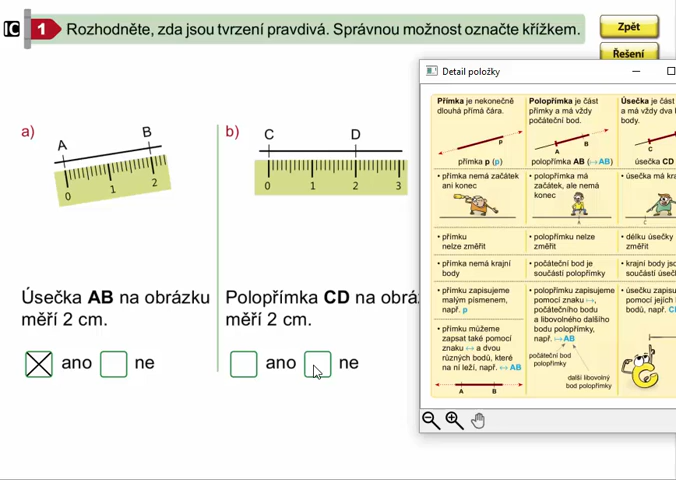 1 Rozhodněte, zda jsou tvrzení pravdivá. Správnou možnost označte křížkem.
Zpět
Řešení
a)
A
B
0 1 2
Úsečka AB na obrázku
měří 2 cm.
ano ne
b)
C D
0 1 2 3
Polopřímka CD na
měří 2 cm.
ano ne
Detail položky
Přímka je nekonečně
dlouhá přímá čára.
p
přímka p (p)
• přímka nemá začátek
ani konec
• přímku
nelze změřit
• přímka nemá krajní
body
• přímku zapisujeme
malým písmenem,
např. p
• přímku můžeme
zapsat také pomocí
znaku ↔ a dvou
různých bodů, které
na ní leží, např. ↔ AB
A B
Polopřímka je část
přímky a má vždy
počáteční bod.
A B
polopřímka AB (↦AB)
• polopřímka má
začátek, ale nemá
konec
A
• polopřímku nelze
změřit
• počáteční bod je
součástí polopřímky
• polopřímku zapisujeme
pomocí znaku ↦,
počátečního bodu
a libovolného dalšího
bodu polopřímky,
např. ↦AB
počáteční bod
polopřímky
další libovolný
bod polopřímky
Úsečka je část
a má vždy dva
body.
C
úsečka CD
• úsečka má
C
• délku úsečky
změřit
• krajní body
součástí
• úsečku
pomocí jejích
bodů, např.